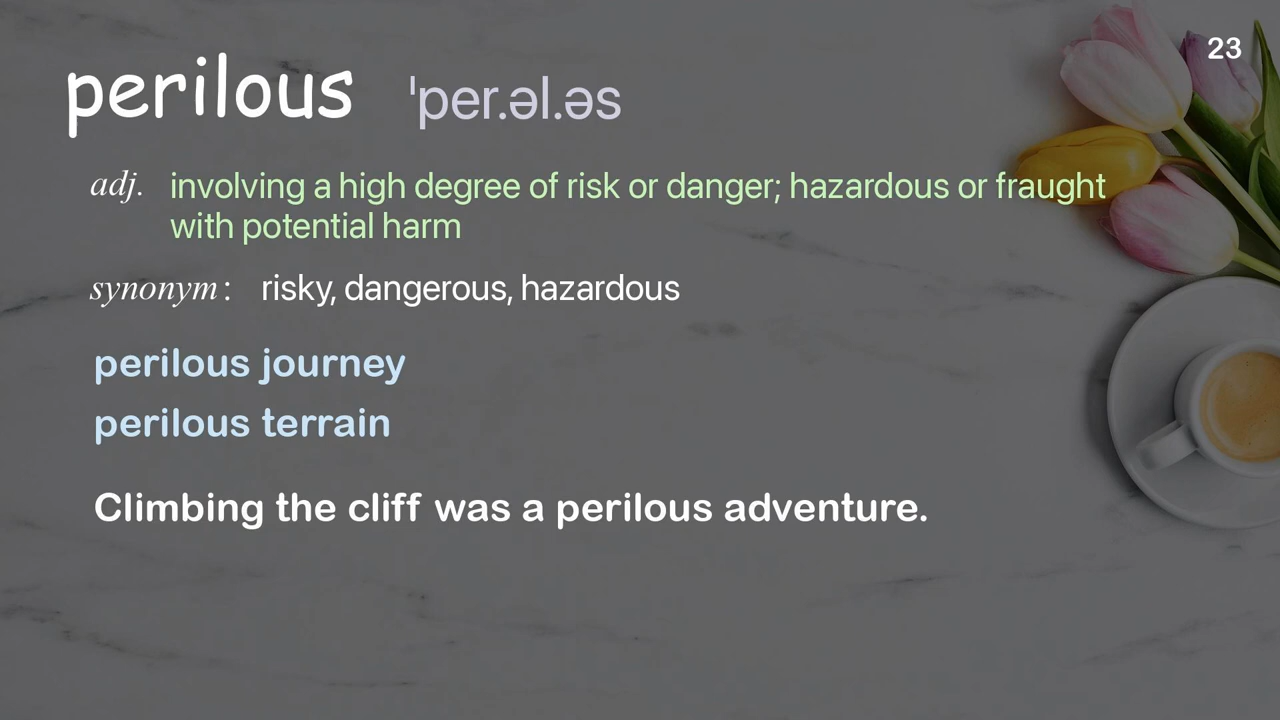 23
perilous ˈper.əl.əs
adj. involving a high degree of risk or danger; hazardous or fraught
with potential harm
synonym : risky, dangerous, hazardous
perilous journey
perilous terrain
Climbing the cliff was a perilous adventure.